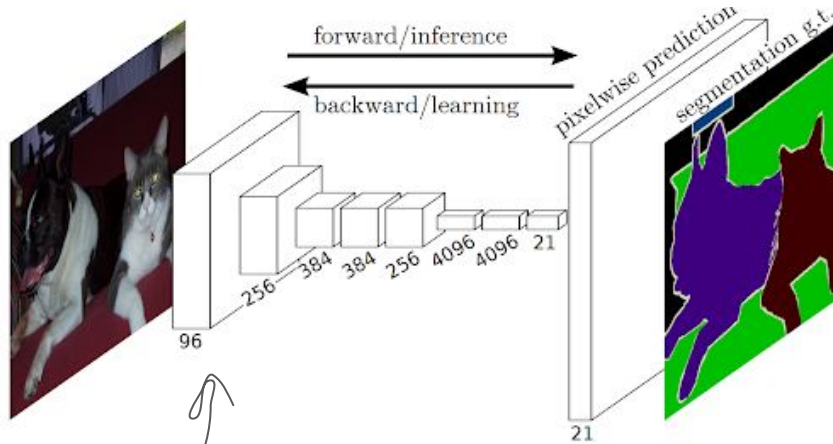 forward/inference
backward/learning
pixelwise prediction
segmentation g.t.
96
256
384
384
256
4096
4096
21
21